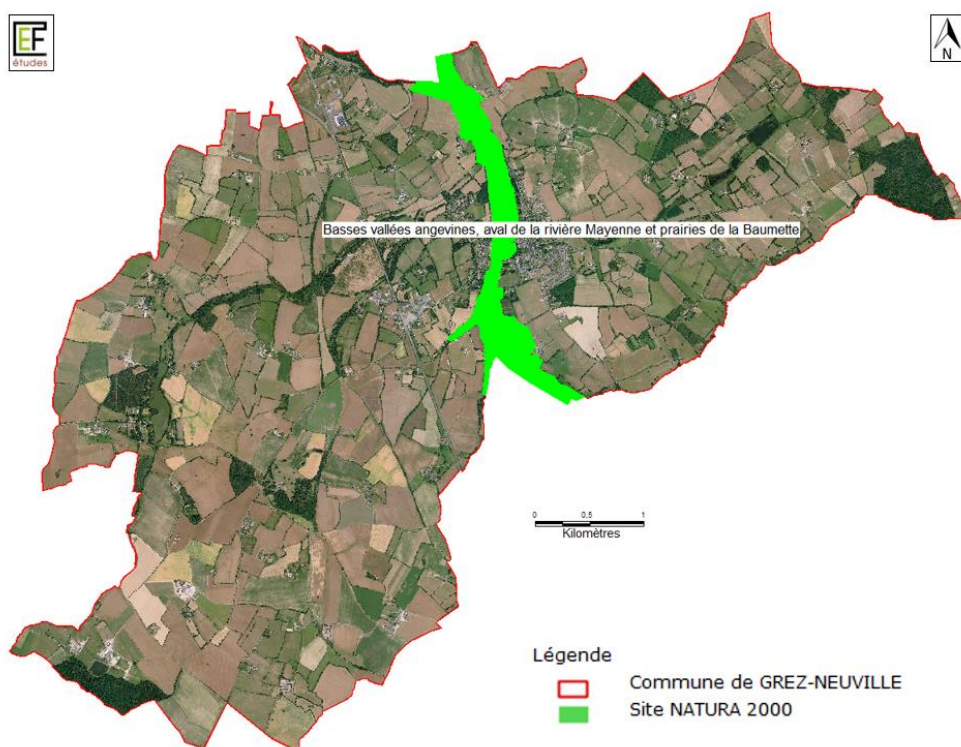 EF
études
N
Basses vallées angevines, aval de la rivière Mayenne et prairies de la Baumette
0 0,5 1
Kilomètres
Légende
Commune de GREZ-NEUVILLE
Site NATURA 2000